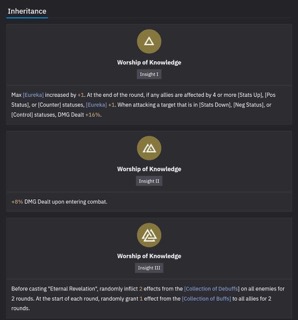 Inheritance
Worship of Knowledge
Insight I
Max [Eureka] increased by +1. At the end of the round, if any allies are affected by 4 or more [Stats Up], [Pos
Status], or [Counter] statuses, [Eureka] +1. When attacking a target that is in [Stats Down], [Neg Status], or
[Control] statuses, DMG Dealt +16%.
Worship of Knowledge
Insight II
+8% DMG Dealt upon entering combat.
Worship of Knowledge
Insight III
Before casting "Eternal Revelation", randomly inflict 2 effects from the [Collection of Debuffs] on all enemies for
2 rounds. At the start of each round, randomly grant 1 effect from the [Collection of Buffs] to all allies for 2
rounds.